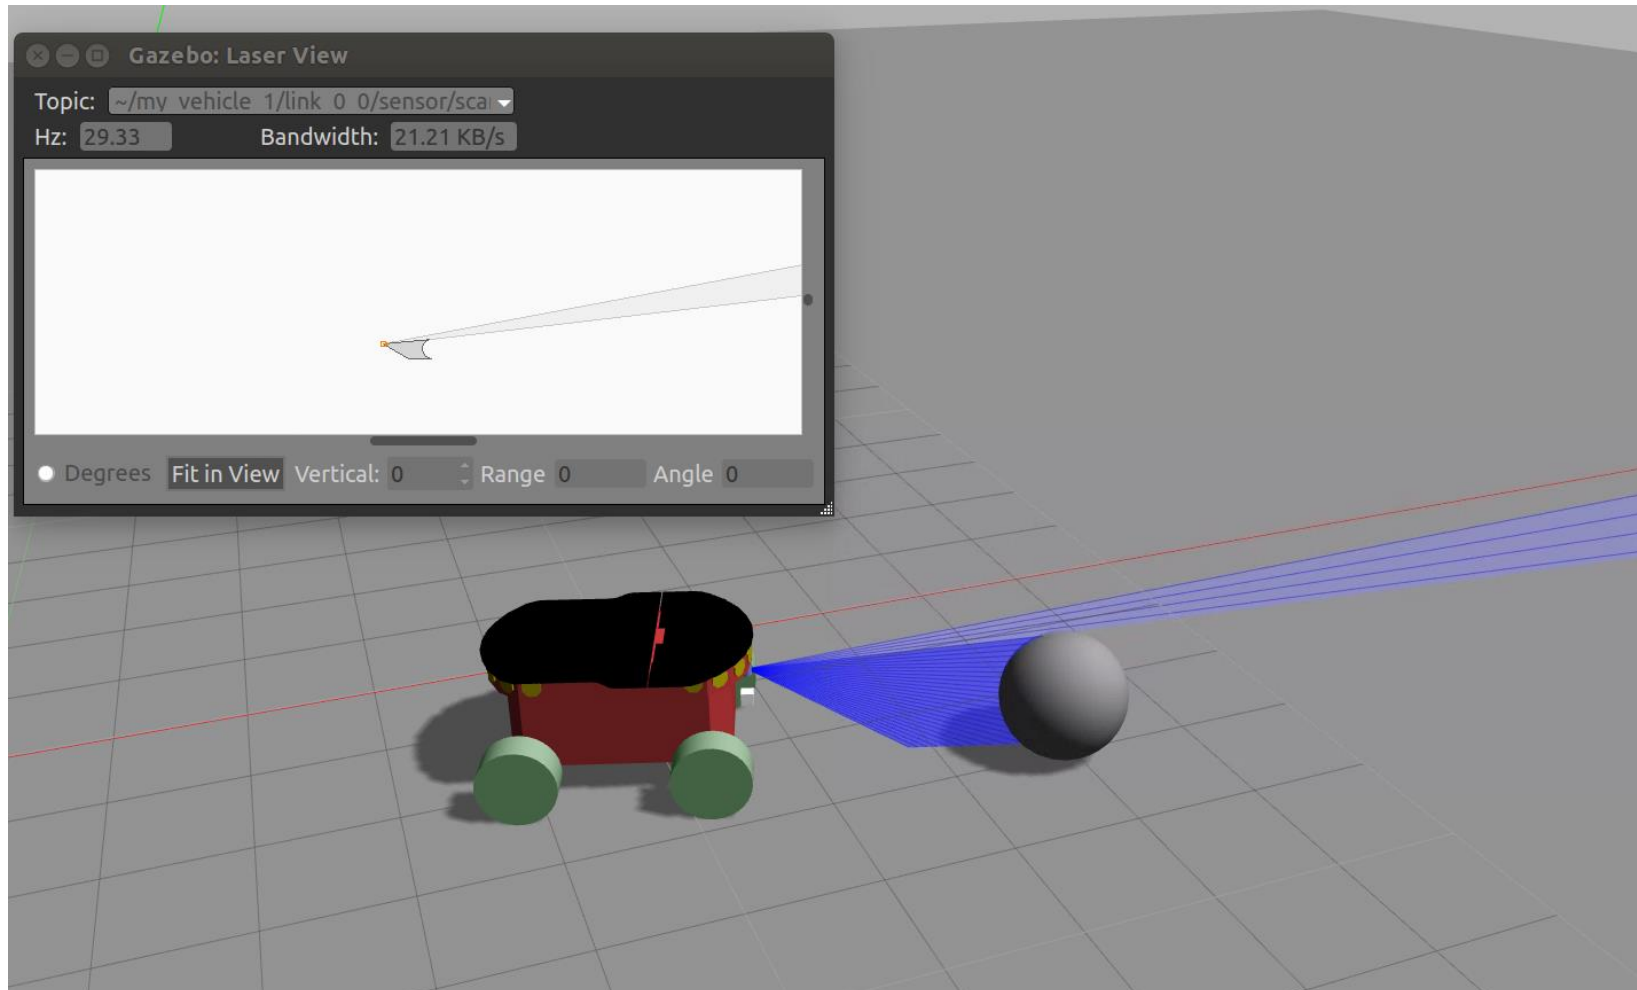 Gazebo: Laser View
Topic: ~/my_vehicle_1/link_0_0/sensor/scan
Hz: 29.33 Bandwidth: 21.21 KB/s
Degrees Fit in View Vertical: 0 Range 0 Angle 0